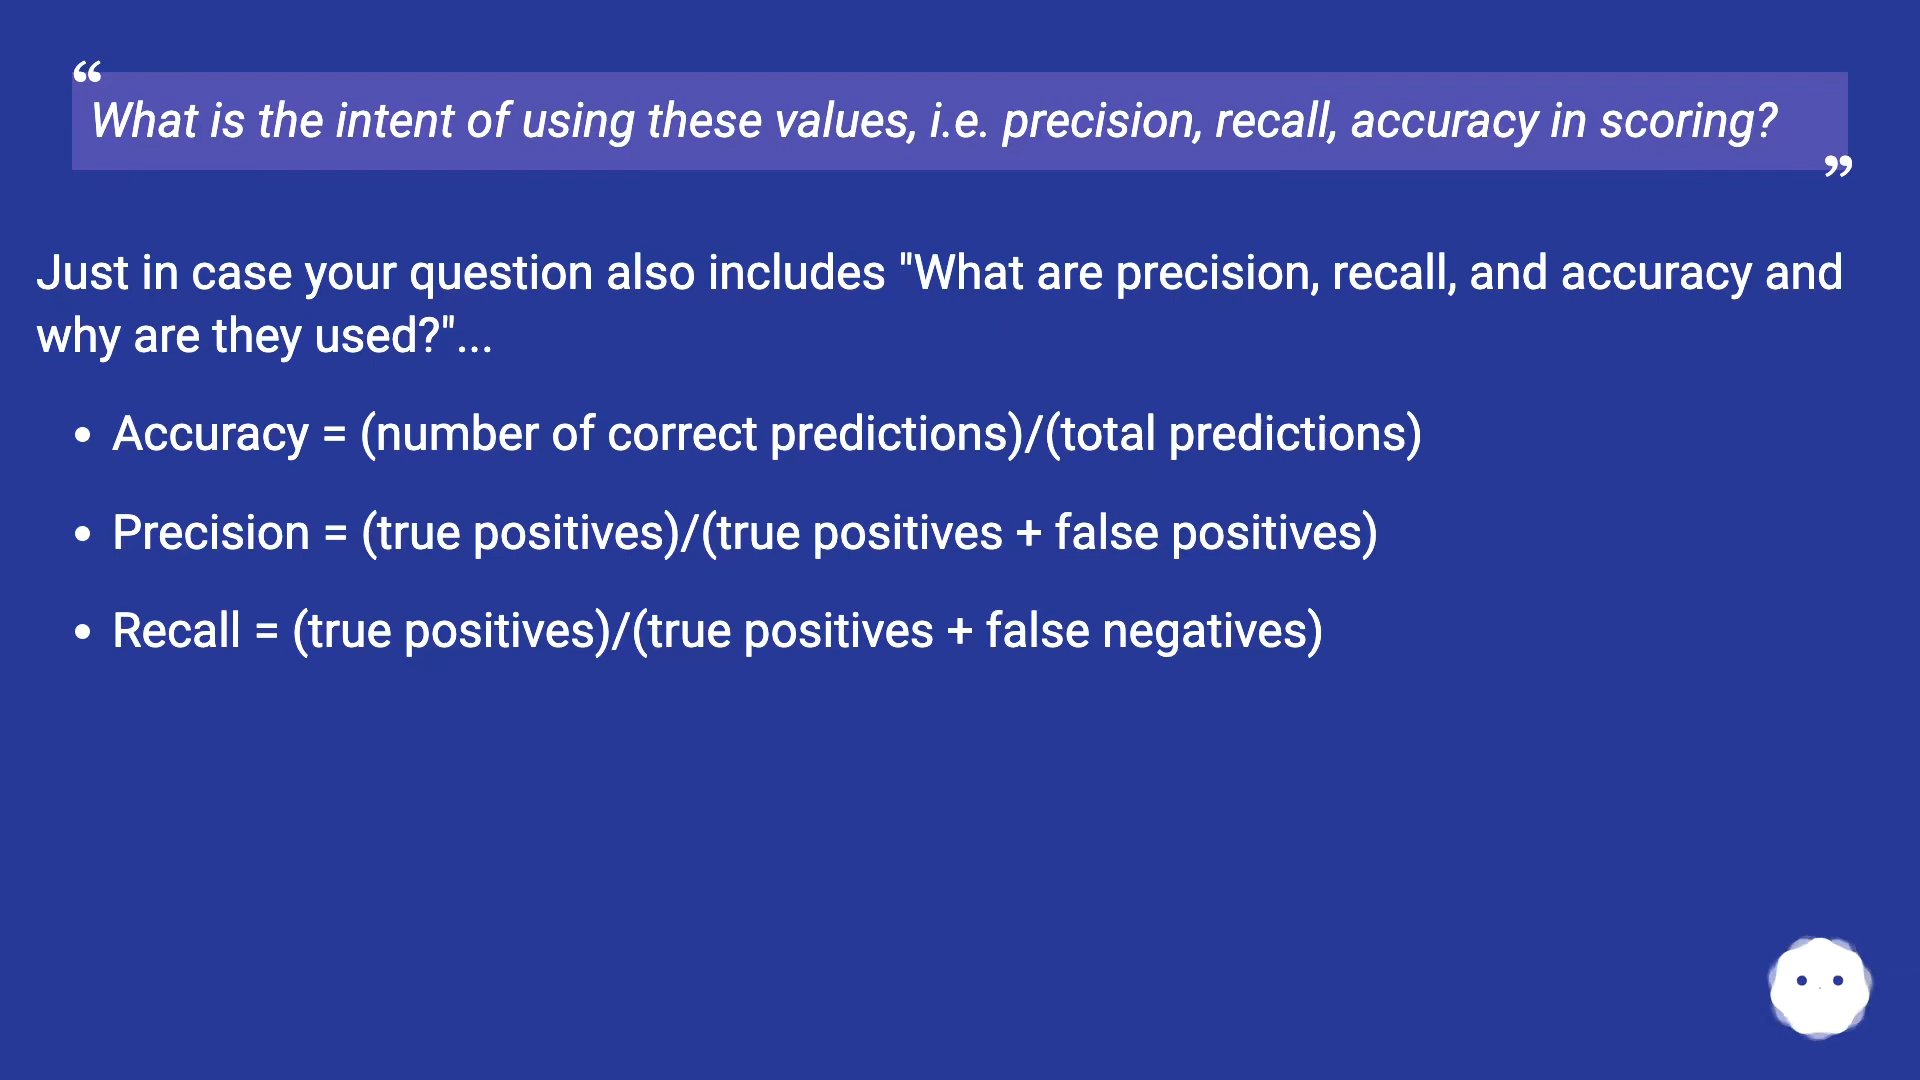 “
What is the intent of using these values, i.e. precision, recall, accuracy in scoring?
”
Just in case your question also includes "What are precision, recall, and accuracy and
why are they used?"...
• Accuracy = (number of correct predictions)/(total predictions)
• Precision = (true positives)/(true positives + false positives)
• Recall = (true positives)/(true positives + false negatives)